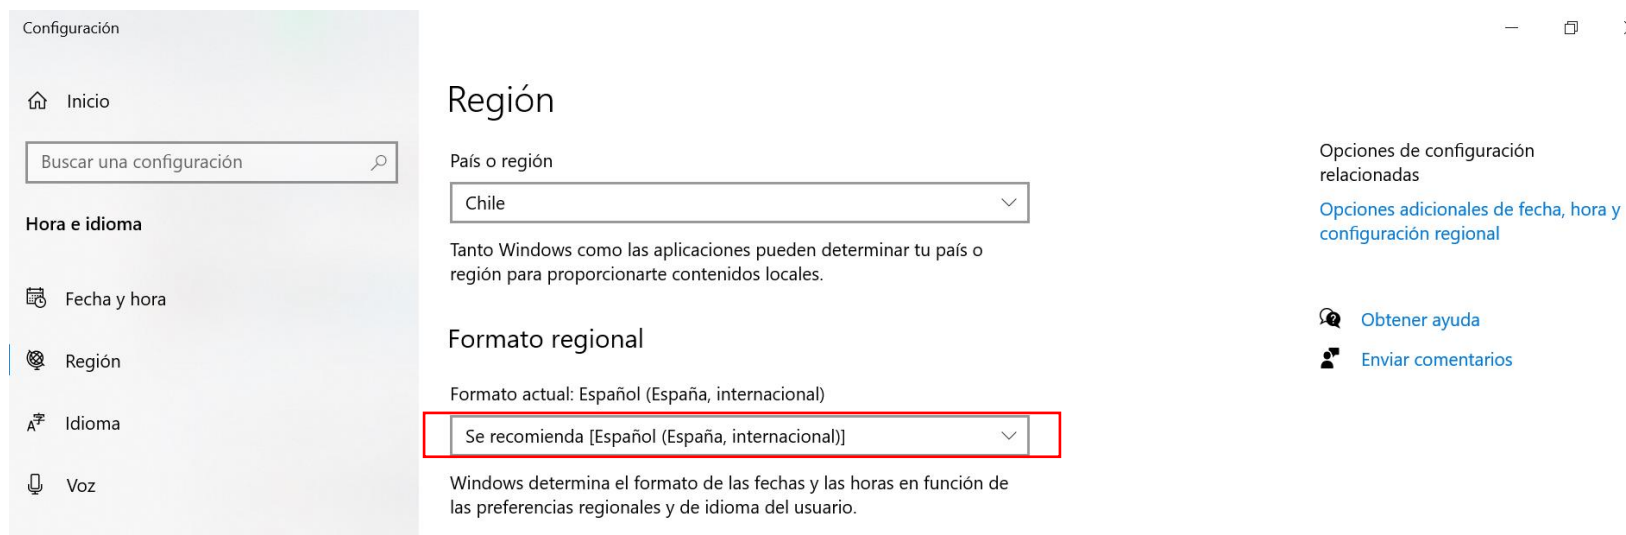 Configuración
Inicio
Buscar una configuración
Hora e idioma
Fecha y hora
Región
Idioma
Voz
Región
País o región
Chile
Tanto Windows como las aplicaciones pueden determinar tu país o
región para proporcionarte contenidos locales.
Formato regional
Formato actual: Español (España, internacional)
Se recomienda [Español (España, internacional)]
Windows determina el formato de las fechas y las horas en función de
las preferencias regionales y de idioma del usuario.
Opciones de configuración
relacionadas
Opciones adicionales de fecha, hora y
configuración regional
Obtener ayuda
Enviar comentarios